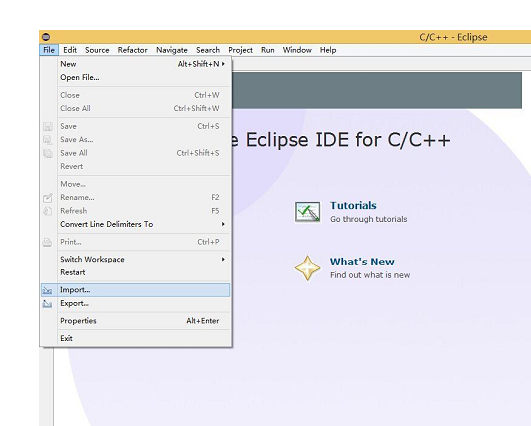 C/C++ - Eclipse
File Edit Source Refactor Navigate Search Project Run Window Help
New Alt+Shift+N
Open File...
Close Ctrl+W
Close All Ctrl+Shift+W
Save Ctrl+S
Save As...
Save All Ctrl+Shift+S
Revert
Move...
Rename... F2
Refresh F5
Convert Line Delimiters To
Print... Ctrl+P
Switch Workspace
Restart
Import...
Export...
Properties Alt+Enter
Exit
e Eclipse IDE for C/C++
Tutorials
Go through tutorials
What's New
Find out what is new